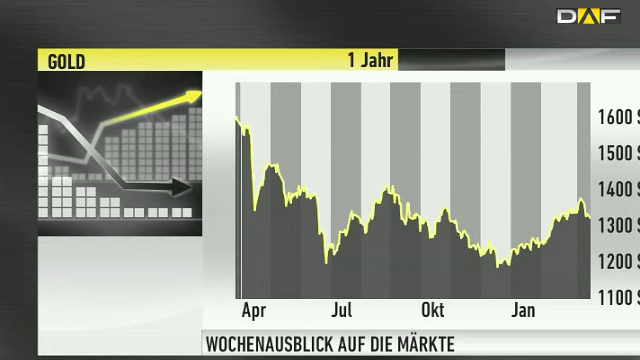 DAF
GOLD 1 Jahr
1600 $
1500 $
1400 $
1300 $
1200 $
1100 $
Apr Jul Okt Jan
WOCHENAUSBLICK AUF DIE MÄRKTE